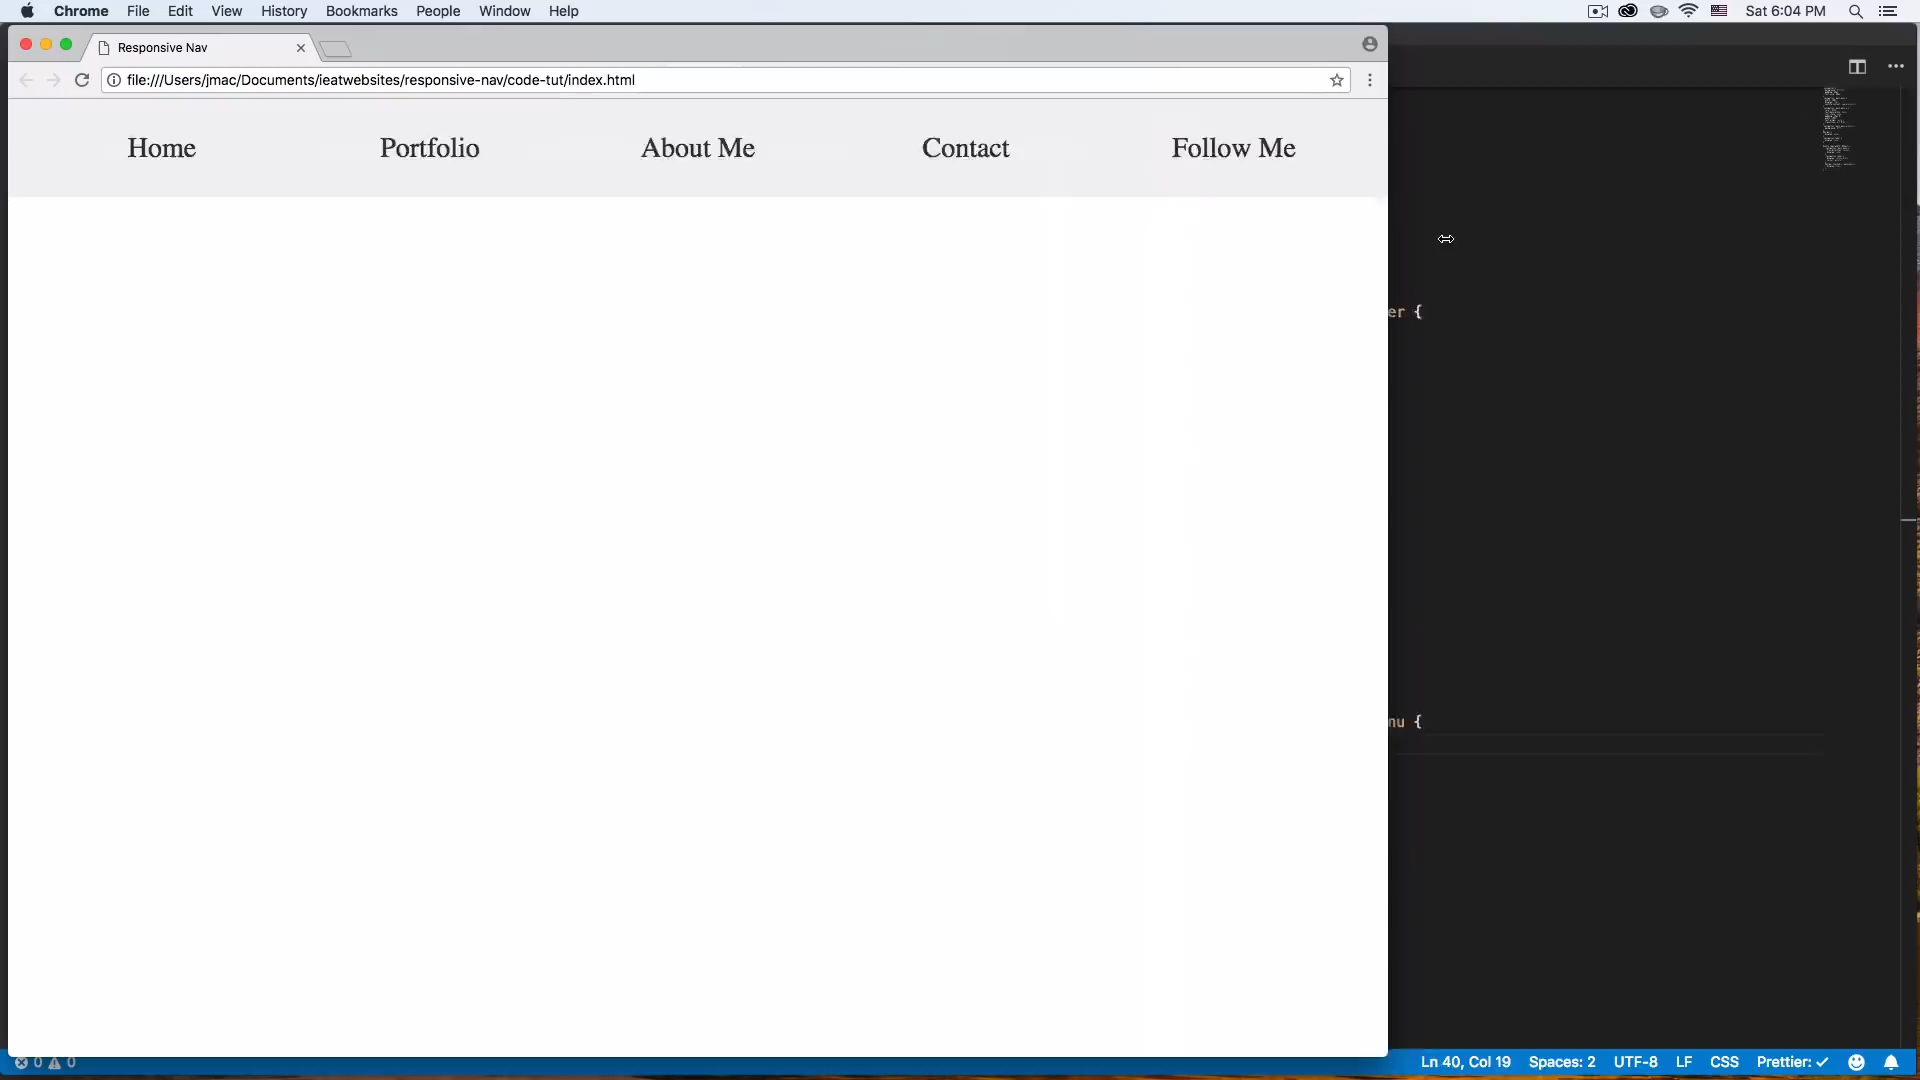 Chrome File Edit View History Bookmarks People Window Help Sat 6:04 PM
Responsive Nav
file:///Users/jmac/Documents/ieatwebsites/responsive-nav/code-tut/index.html
Home Portfolio About Me Contact Follow Me
er {
nu {
0 0 Ln 40, Col 19 Spaces: 2 UTF-8 LF CSS Prettier: ✓